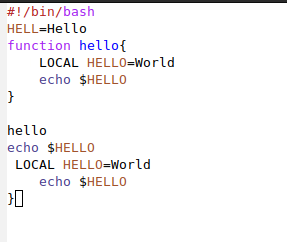 #!/bin/bash
HELL=Hello
function hello{
    LOCAL HELLO=World
    echo $HELLO
}

hello
echo $HELLO
 LOCAL HELLO=World
    echo $HELLO
}